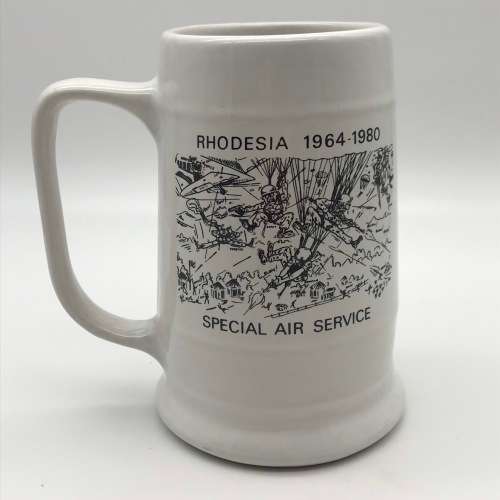 RHODESIA 1964-1980
SPECIAL AIR SERVICE